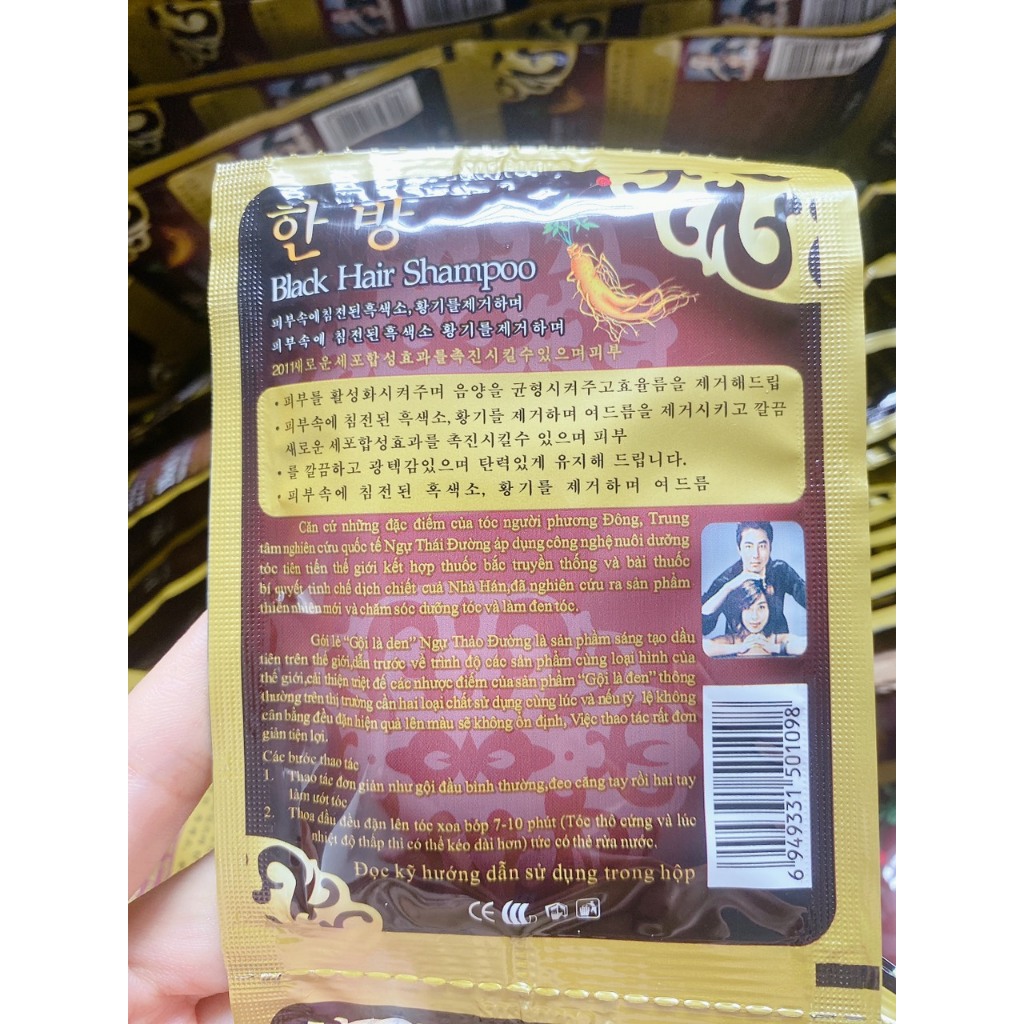 한 방
Black Hair Shampoo
피부속에침전된흑색소,황기를제거하며
피부속에 침전된흑색소 황기를제거하며
2011새로운세포합성효과를촉진시킬수있으며피부
• 피부를 활성화시켜주며 음양을 균형시켜주고효율름을 제거해드립
• 피부속에 침전된 흑색소,황기를 제거하며 여드름을 제거시키고 깔끔
새로운세포합성효과를 촉진시킬수 있으며 피부
• 를 깔끔하고 광텍감있으며 탄력있게 유지해 드립니다.
• 피부속에 침전된 흑색소, 황기를 제거하며 여드름
Căn cứ những đặc điểm của tóc người phương Đông, Trung
tâm nghiên cứu quốc tế Ngự Thái Đường áp dụng công nghệ nuôi dưỡng
tóc tiên tiến thế giới kết hợp thuốc bắc truyền thống và bài thuốc
bí quyết tinh chế dịch chiết cuả Nhà Hán,đã nghiên cứu ra sản phẩm
thiên nhiên mới và chăm sóc dưỡng tóc và làm đen tóc.
Gội lè “Gội là den” Ngự Thảo Đường là sản phẩm sáng tạo dầu
tiên trên thế giới,dẫn trước về trình độ các sản phẩm cùng loại hình của
thế giới,cải thiện triệt để các nhược điểm của sản phẩm “Gội là đen” thông
thường trên thị trường cần hai loại chất sử dụng cùng lúc và nếu tỷ lệ không
cân bằng đều đặn hiện quả lên màu sẽ không ổn định, Việc thao tác rất đơn
giản tiện lợi.
Các bước thao tác
1. Thao tác đơn giản như gội đầu bình thường,đeo căng tay rồi hai tay
làm ướt tóc
2. Thoa dầu đều đặn lên tóc xoa bóp 7-10 phút (Tóc thô cứng và lúc
nhiệt độ thấp thì có thể kéo dài hơn) tức có thể rửa nước.
Đọc kỹ hướng dẫn sử dụng trong hộp
CE
6 949331 501098